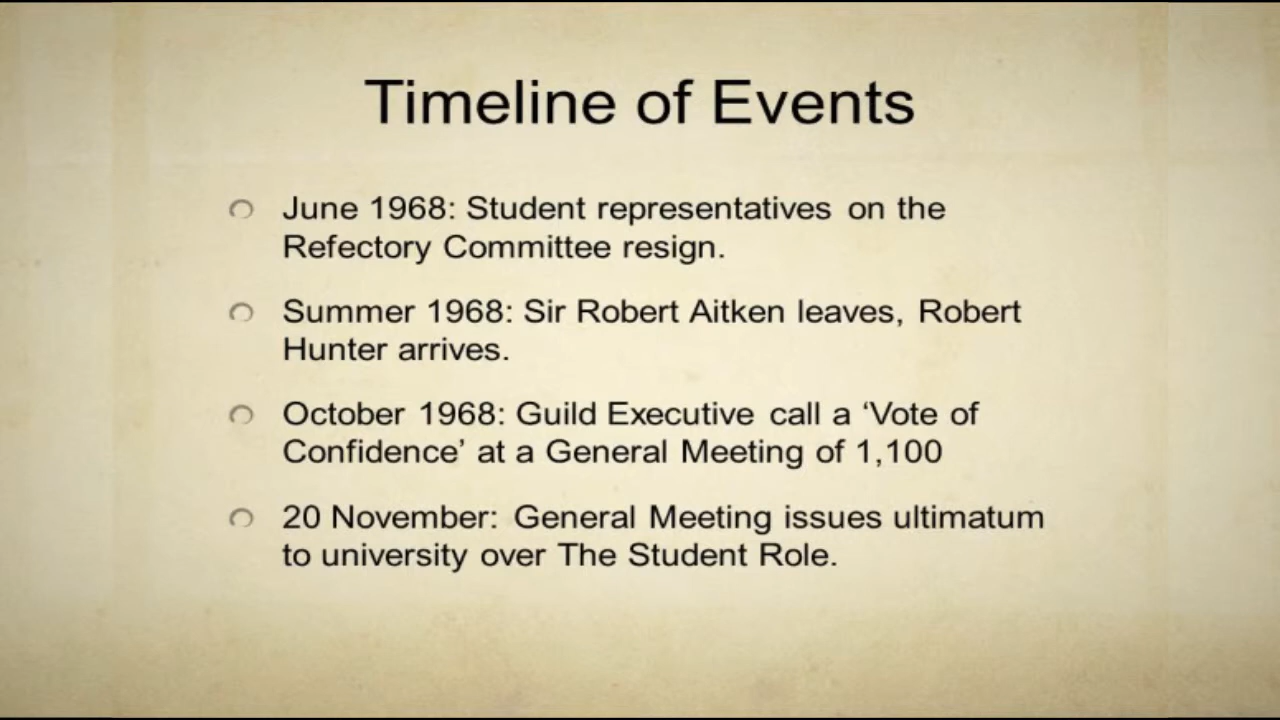 Timeline of Events
June 1968: Student representatives on the
Refectory Committee resign.
Summer 1968: Sir Robert Aitken leaves, Robert
Hunter arrives.
October 1968: Guild Executive call a ‘Vote of
Confidence’ at a General Meeting of 1,100
20 November: General Meeting issues ultimatum
to university over The Student Role.